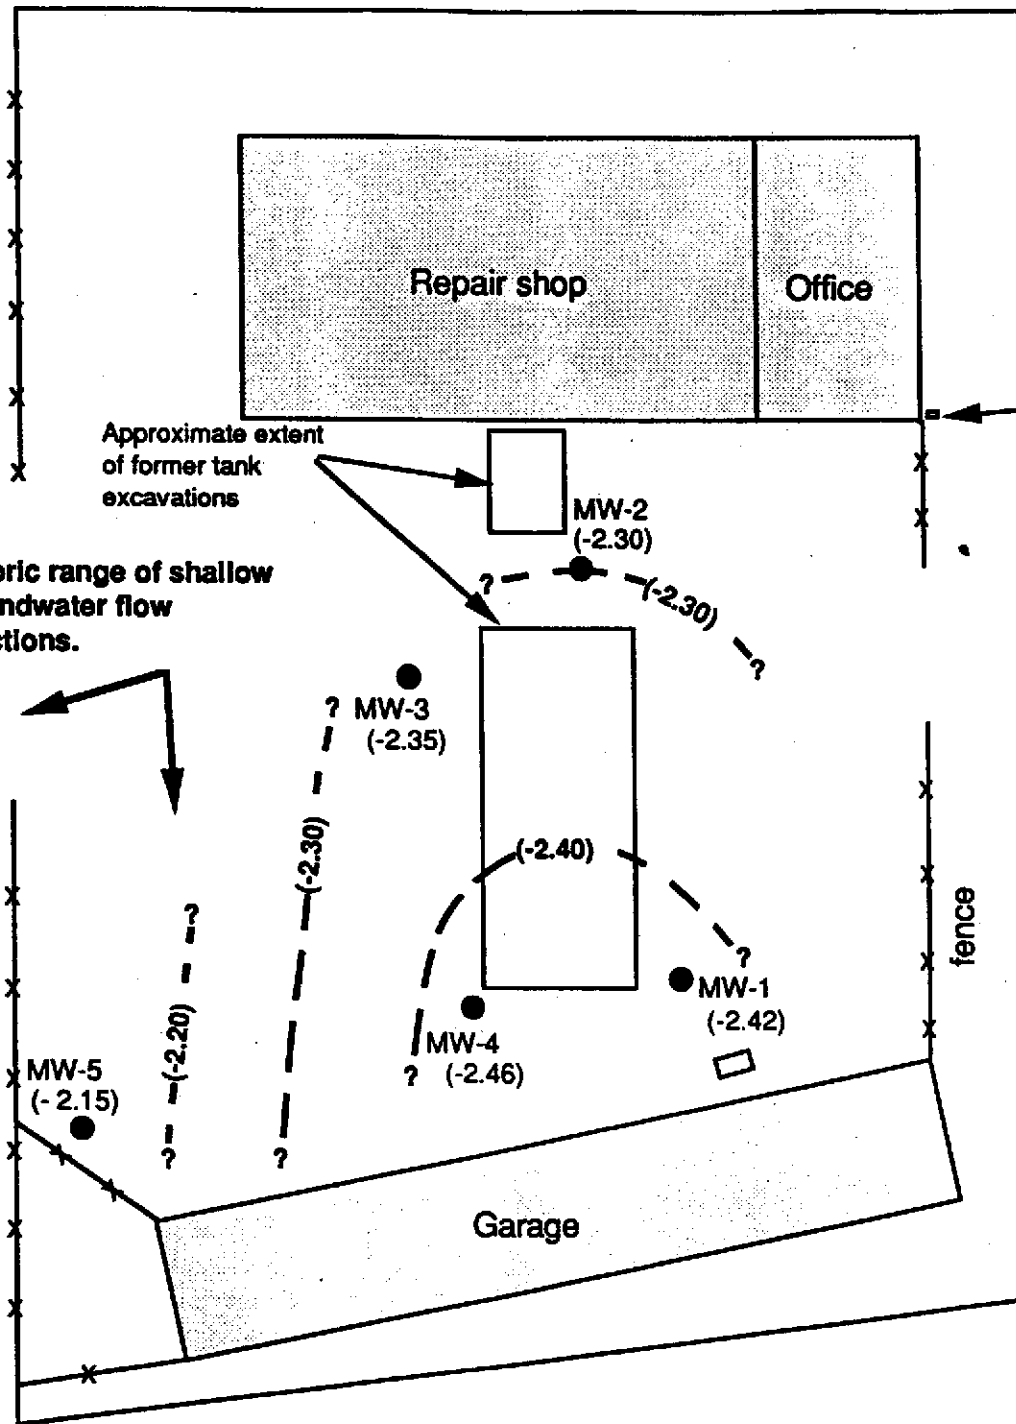 Repair shop
Office
Approximate extent
of former tank
excavations
MW-2
(-2.30)
eric range of shallow
ndwater flow
ctions.
?
(-2.30)
?
MW-3
(-2.35)
?
(-2.30)
?
(-2.40)
?
?
?
(-2.20)
?
fence
MW-1
(-2.42)
MW-4
(-2.46)
MW-5
(- 2.15)
Garage